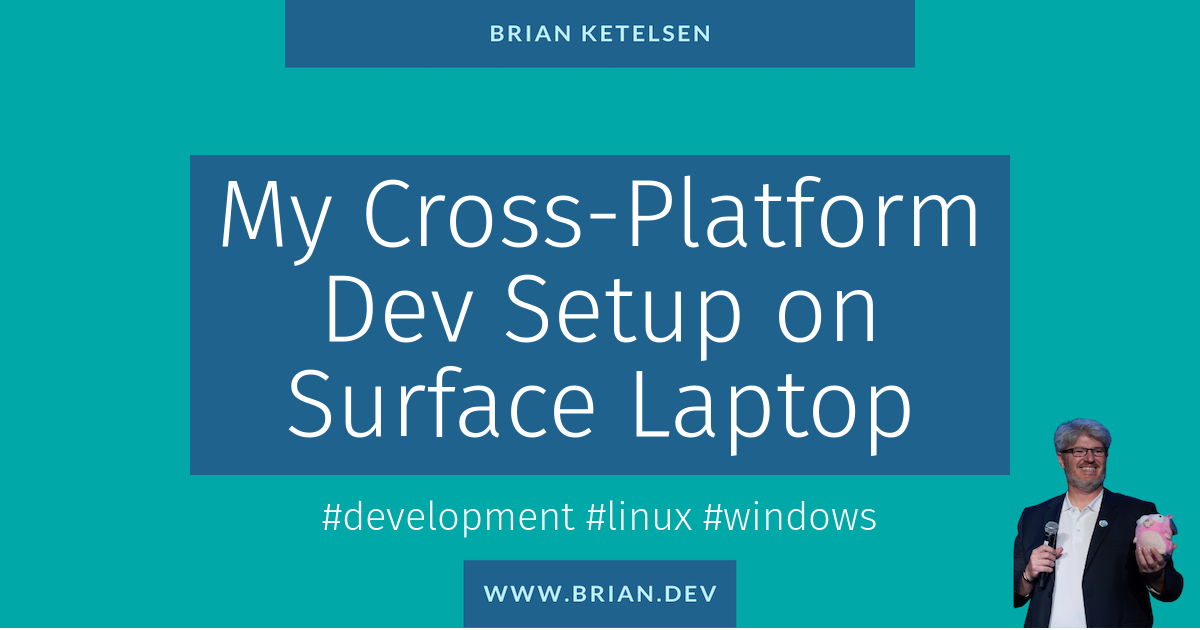 BRIAN KETELSEN
My Cross-Platform
Dev Setup on
Surface Laptop
#development #linux #windows
WWW.BRIAN.DEV